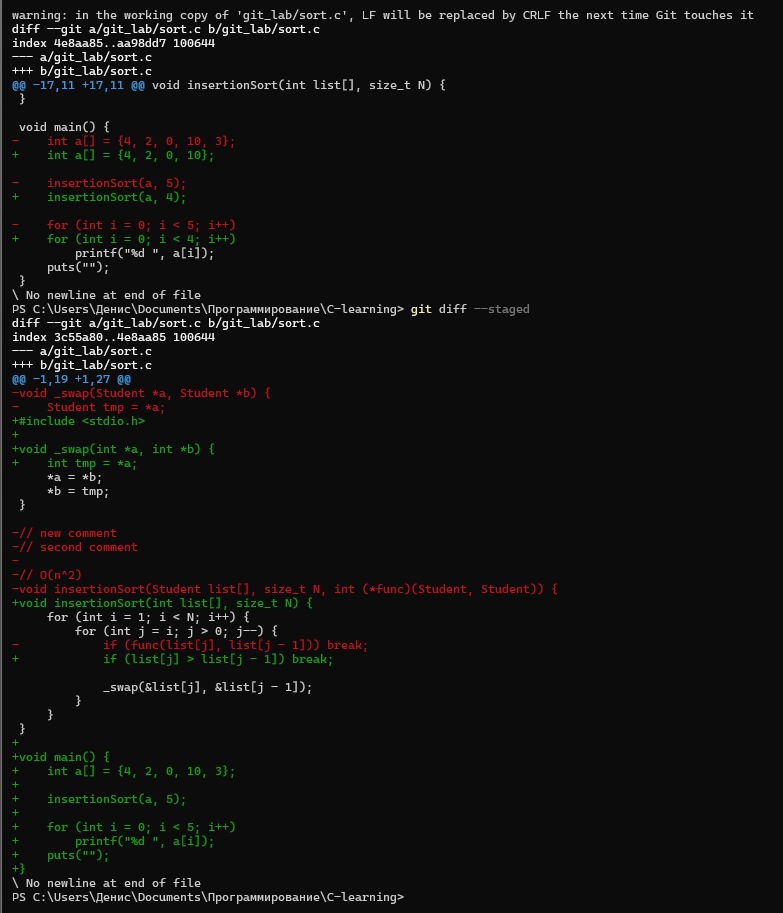 warning: in the working copy of 'git_lab/sort.c', LF will be replaced by CRLF the next time Git touches it
diff --git a/git_lab/sort.c b/git_lab/sort.c
index 4e8aa85..aa98dd7 100644
--- a/git_lab/sort.c
+++ b/git_lab/sort.c
@@ -17,11 +17,11 @@ void insertionSort(int list[], size_t N) {
 }

 void main() {
-    int a[] = {4, 2, 0, 10, 3};
+    int a[] = {4, 2, 0, 10};

-    insertionSort(a, 5);
+    insertionSort(a, 4);

-    for (int i = 0; i < 5; i++)
+    for (int i = 0; i < 4; i++)
         printf("%d ", a[i]);
     puts("");
 }
\ No newline at end of file
PS C:\Users\Денис\Documents\Программирование\C-learning> git diff --staged
diff --git a/git_lab/sort.c b/git_lab/sort.c
index 3c55a80..4e8aa85 100644
--- a/git_lab/sort.c
+++ b/git_lab/sort.c
@@ -1,19 +1,27 @@
-void _swap(Student *a, Student *b) {
-    Student tmp = *a;
+#include <stdio.h>
+
+void _swap(int *a, int *b) {
+    int tmp = *a;
     *a = *b;
     *b = tmp;
 }

-// new comment
-// second comment
-
-// O(n^2)
-void insertionSort(Student list[], size_t N, int (*func)(Student, Student)) {
+void insertionSort(int list[], size_t N) {
     for (int i = 1; i < N; i++) {
         for (int j = i; j > 0; j--) {
-            if (func(list[j], list[j - 1])) break;
+            if (list[j] > list[j - 1]) break;

             _swap(&list[j], &list[j - 1]);
         }
     }
 }
+
+void main() {
+    int a[] = {4, 2, 0, 10, 3};
+
+    insertionSort(a, 5);
+
+    for (int i = 0; i < 5; i++)
+        printf("%d ", a[i]);
+    puts("");
+}
\ No newline at end of file
PS C:\Users\Денис\Documents\Программирование\C-learning>